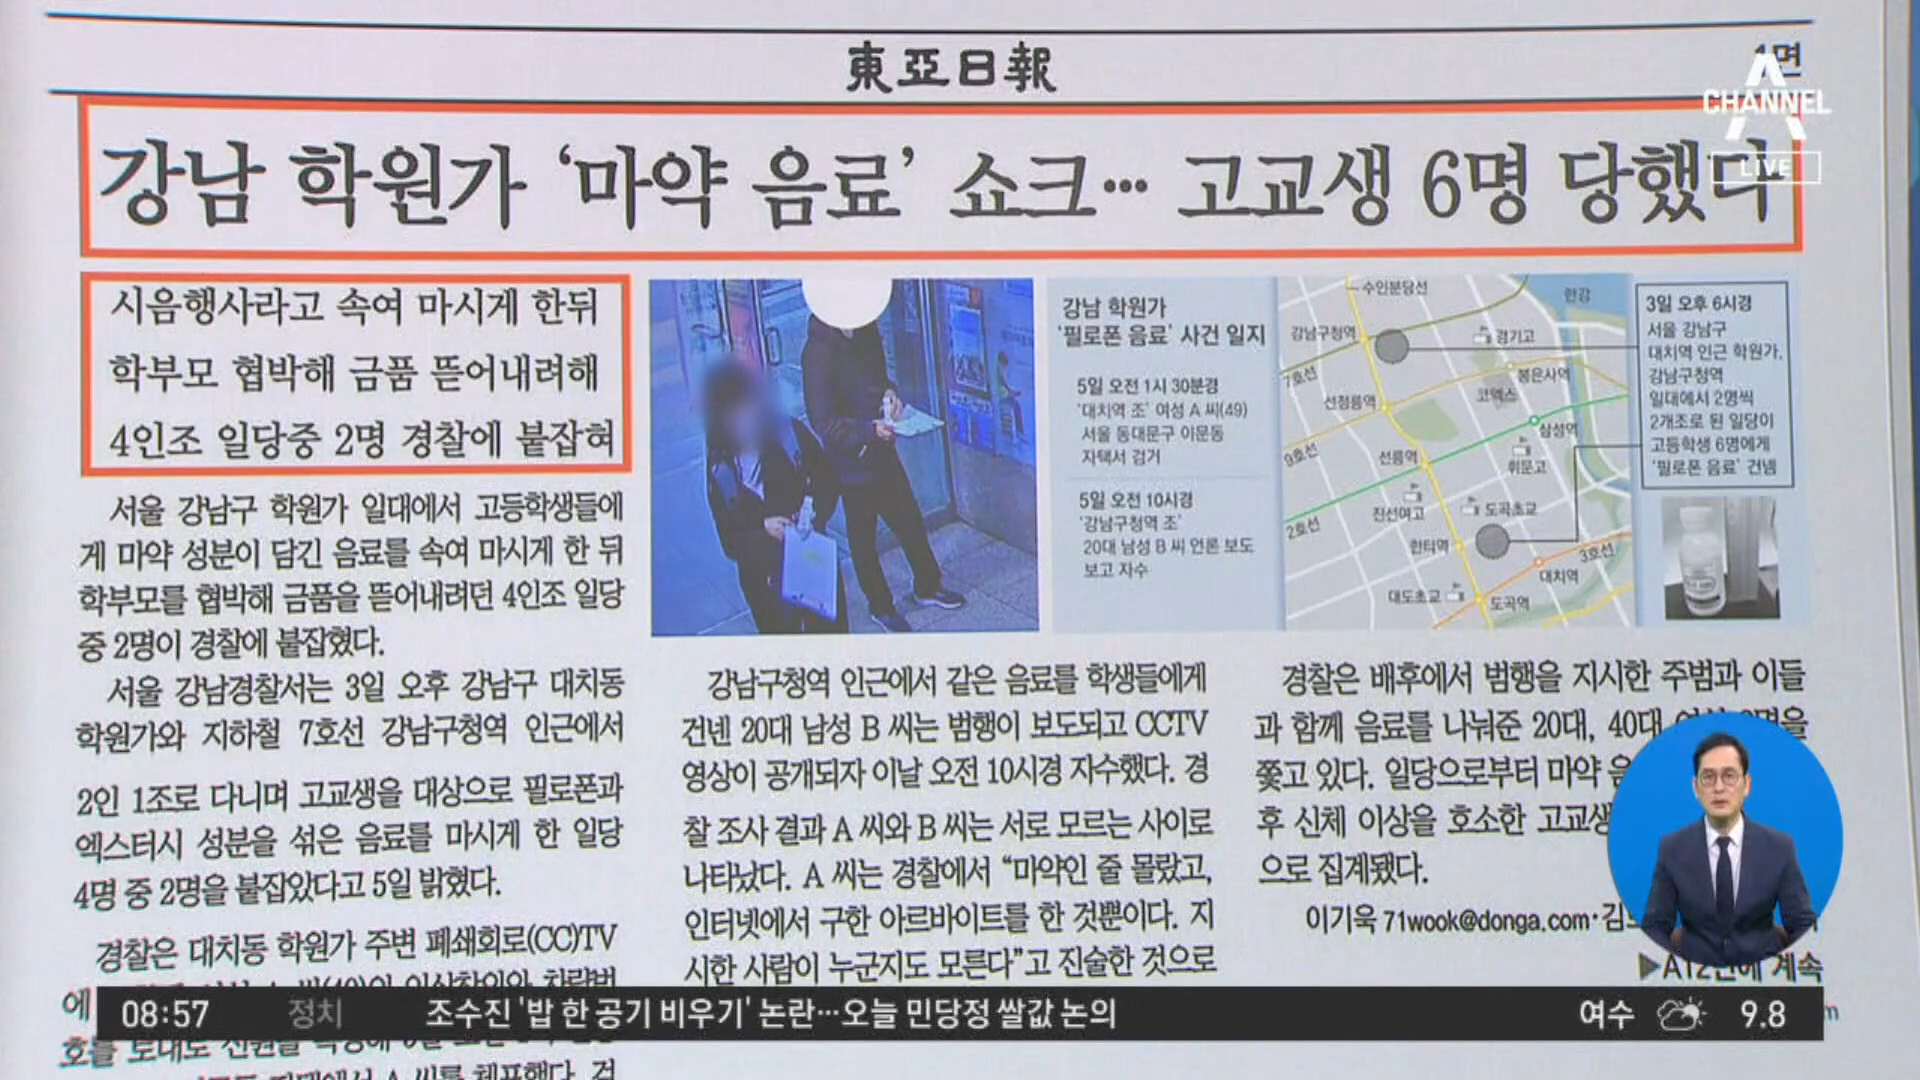 東亞日報
면
CHANNEL
LIVE
강남 학원가 ‘마약 음료’ 쇼크… 고교생 6명 당했다
시음행사라고 속여 마시게 한뒤
학부모 협박해 금품 뜯어내려해
4인조 일당중 2명 경찰에 붙잡혀
서울 강남구 학원가 일대에서 고등학생들에
게 마약 성분이 담긴 음료를 속여 마시게 한 뒤
학부모를 협박해 금품을 뜯어내려던 4인조 일당
중 2명이 경찰에 붙잡혔다.
서울 강남경찰서는 3일 오후 강남구 대치동
학원가와 지하철 7호선 강남구청역 인근에서
2인 1조로 다니며 고교생을 대상으로 필로폰과
엑스터시 성분을 섞은 음료를 마시게 한 일당
4명 중 2명을 붙잡았다고 5일 밝혔다.
경찰은 대치동 학원가 주변 폐쇄회로(CC)TV
에
강남 학원가
‘필로폰 음료’ 사건 일지
5일 오전 1시 30분경
‘대치역 조’ 여성 A 씨(49)
서울 동대문구 이문동
자택서 검거
5일 오전 10시경
‘강남구청역 조’
20대 남성 B 씨 언론 보도
보고 자수
수인분당선
한강
강남구청역
경기고
7호선
봉은사역
선정릉역
코엑스
삼성역
9호선
선릉역
휘문고
진선여고
도곡초교
2호선
한티역
3호선
대치역
대도초교
도곡역
3일 오후 6시경
서울 강남구
대치역 인근 학원가,
강남구청역
일대에서 2명씩
2개조로 된 일당이
고등학생 6명에게
‘필로폰 음료’ 건넴
강남구청역 인근에서 같은 음료를 학생들에게
건넨 20대 남성 B 씨는 범행이 보도되고 CCTV
영상이 공개되자 이날 오전 10시경 자수했다. 경
찰 조사 결과 A 씨와 B 씨는 서로 모르는 사이로
나타났다. A 씨는 경찰에서 “마약인 줄 몰랐고,
인터넷에서 구한 아르바이트를 한 것뿐이다. 지
시한 사람이 누군지도 모른다”고 진술한 것으로
경찰은 배후에서 범행을 지시한 주범과 이들
과 함께 음료를 나눠준 20대, 40대
쫓고 있다. 일당으로부터 마약
후 신체 이상을 호소한 고교생
으로 집계됐다.
이기욱 71wook@donga.com·
계속
08:57 정치 조수진 '밥 한 공기 비우기' 논란…오늘 민당정 쌀값 논의 여수 9.8